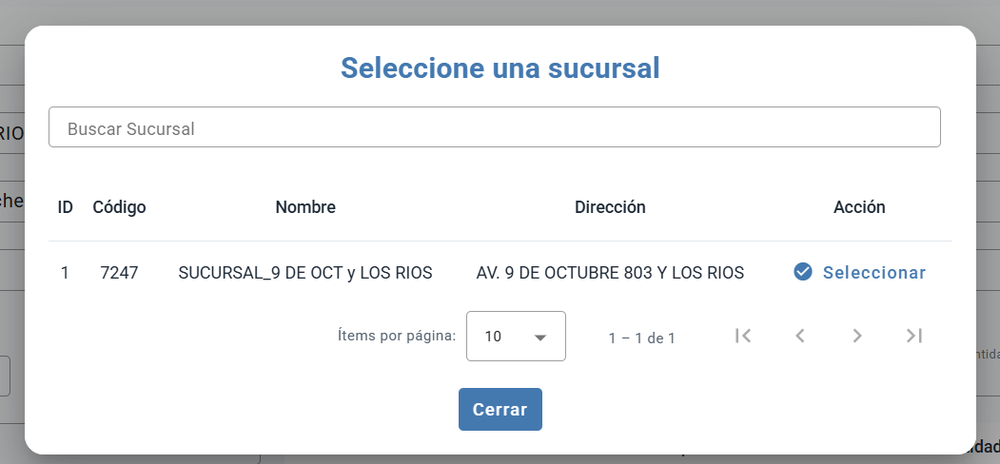 Seleccione una sucursal
RIO
Buscar Sucursal
che
ID Código Nombre Dirección Acción
1 7247 SUCURSAL_9 DE OCT y LOS RIOS AV. 9 DE OCTUBRE 803 Y LOS RIOS Seleccionar
Ítems por página: 10 1 – 1 de 1
ntida
Cerrar
idad